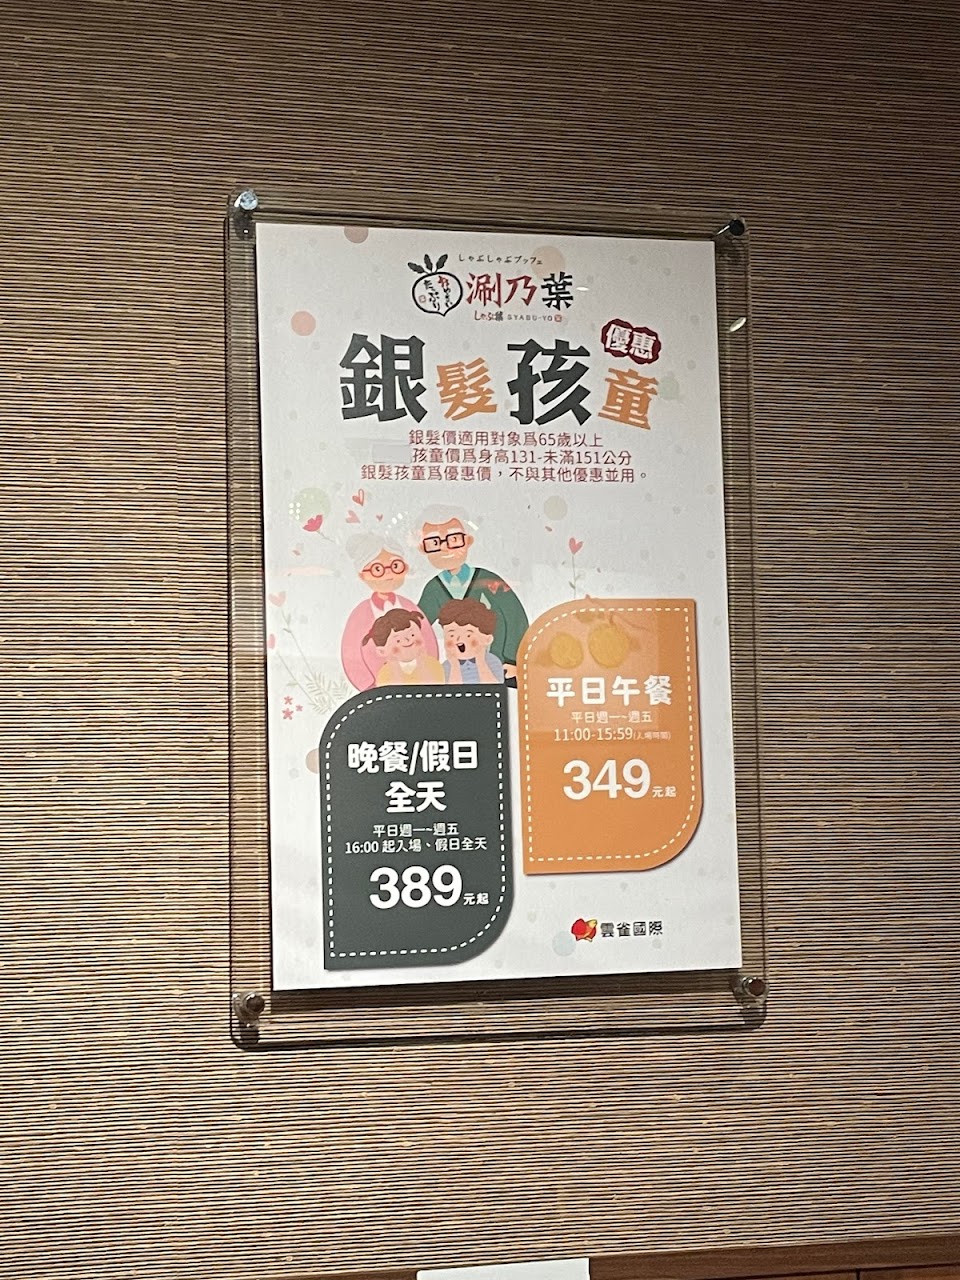 しゃぶしゃぶブッフェ
涮乃葉
しゃぶ葉 SYABU-YO
銀髮孩童
優惠
銀髮價適用對象爲65歲以上
孩童價爲身高131-未滿151公分
銀髮孩童爲優惠價，不與其他優惠並用。
平日午餐
平日週一~週五
11:00-15:59(入場時間)
349元起
晚餐/假日
全天
平日週一~週五
16:00 起入場、假日全天
389元起
雲雀國際